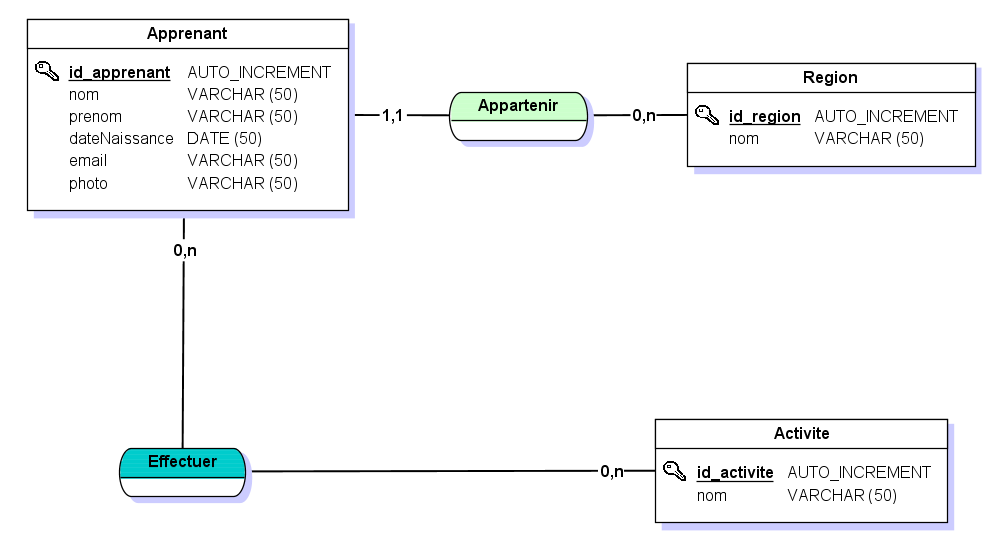 Apprenant
id_apprenant AUTO_INCREMENT
nom VARCHAR (50)
prenom VARCHAR (50)
dateNaissance DATE (50)
email VARCHAR (50)
photo VARCHAR (50)
1,1
Appartenir
0,n
Region
id_region AUTO_INCREMENT
nom VARCHAR (50)
0,n
Effectuer
0,n
Activite
id_activite AUTO_INCREMENT
nom VARCHAR (50)